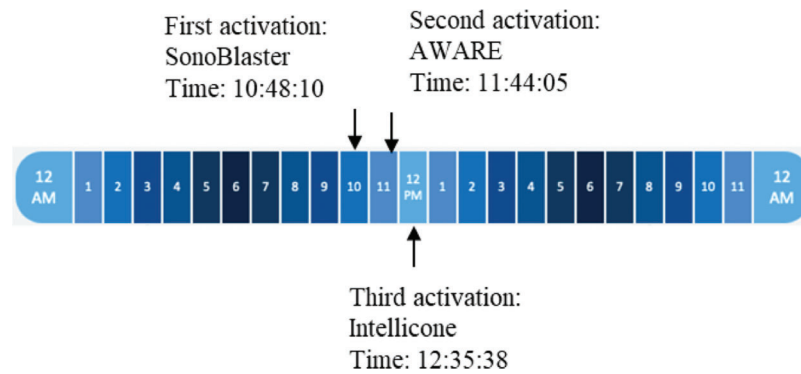 First activation:
SonoBlaster
Time: 10:48:10
Second activation:
AWARE
Time: 11:44:05
12 AM 1 2 3 4 5 6 7 8 9 10 11 12 PM 1 2 3 4 5 6 7 8 9 10 11 12 AM
Third activation:
Intellicone
Time: 12:35:38